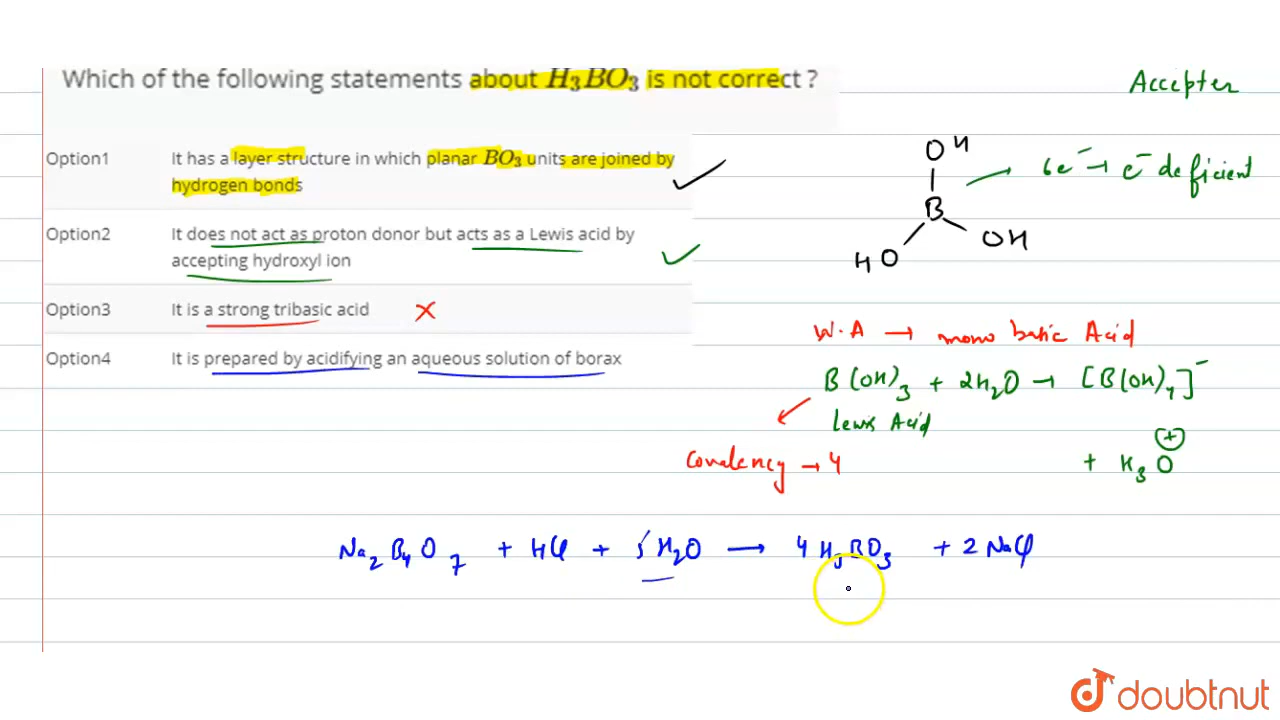 Which of the following statements about H₃BO₃ is not correct ?
Accepter
Option1 It has a layer structure in which planar BO₃ units are joined by
hydrogen bonds
OH
B
HO OH
6e⁻ → e⁻ deficient
Option2 It does not act as proton donor but acts as a Lewis acid by
accepting hydroxyl ion
Option3 It is a strong tribasic acid ×
W.A → mono basic Acid
Option4 It is prepared by acidifying an aqueous solution of borax
B(OH)₃ + 2H₂O → [B(OH)₄]⁻
Lewis Acid
Covalency → 4
+ H₃O⊕
Na₂B₄O₇ + HCl + 5H₂O → 4H₃BO₃ + 2NaCl
doubtnut